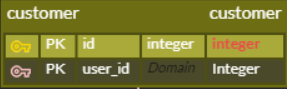 customer customer
PK id integer integer
PK user_id Domain Integer